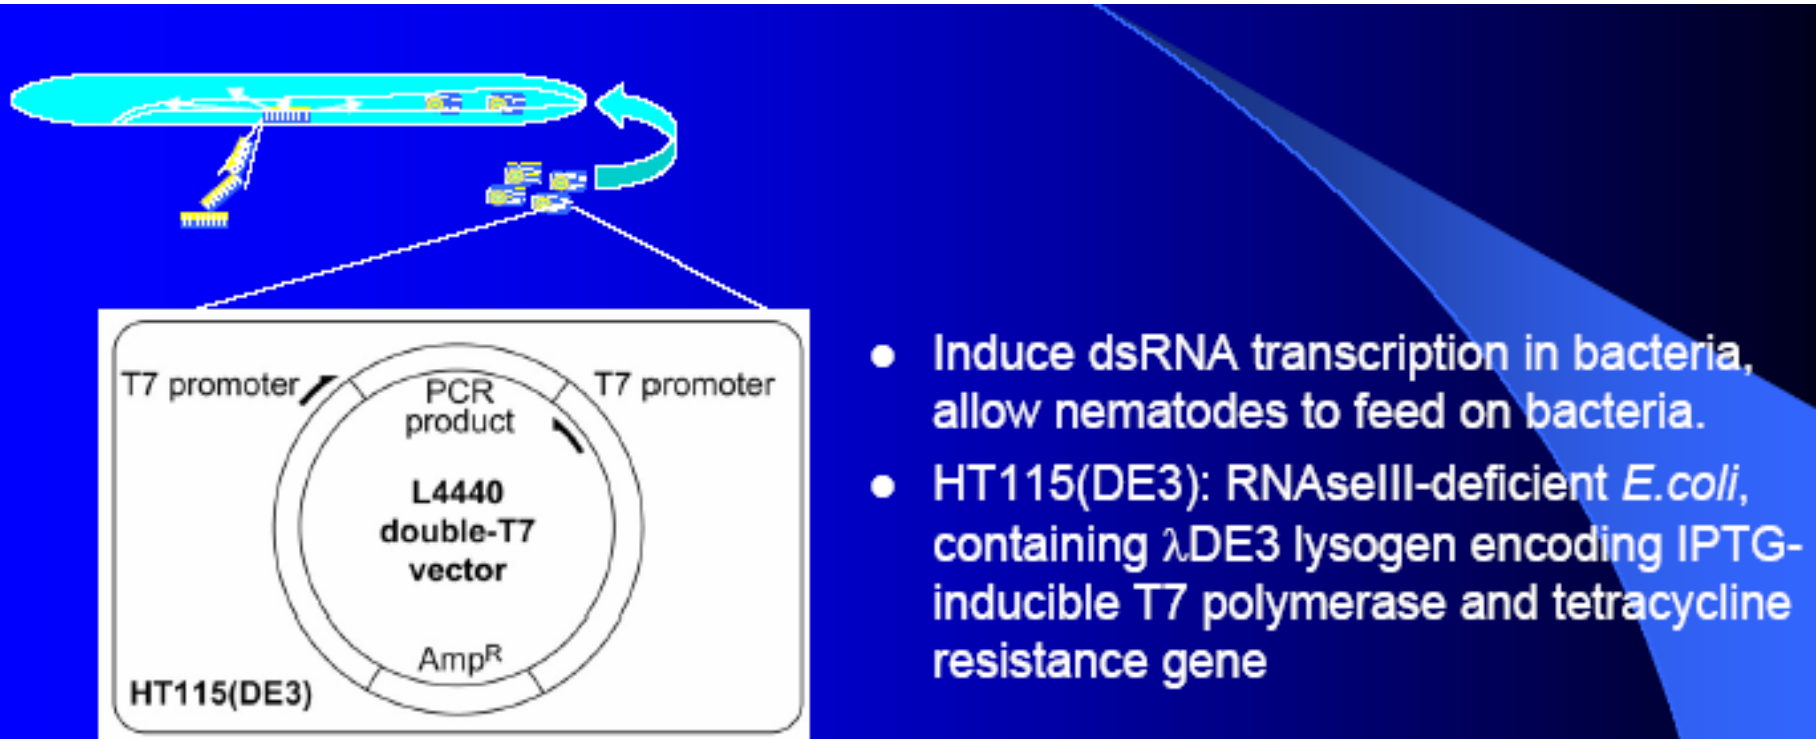 T7 promoter
T7 promoter
PCR
product
L4440
double-T7
vector
AmpR
HT115(DE3)
● Induce dsRNA transcription in bacteria,
allow nematodes to feed on bacteria.
● HT115(DE3): RNAseIII-deficient E.coli,
containing λDE3 lysogen encoding IPTG-
inducible T7 polymerase and tetracycline
resistance gene